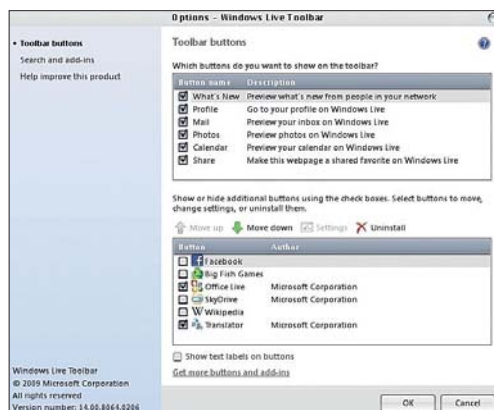 Options - Windows Live Toolbar
• Toolbar buttons
Search and add-ins
Help improve this product
Toolbar buttons
Which buttons do you want to show on the toolbar?
Button name Description
What's New Preview what's new from people in your network
Profile Go to your profile on Windows Live
Mail Preview your inbox on Windows Live
Photos Preview photos on Windows Live
Calendar Preview your calendar on Windows Live
Share Make this webpage a shared favorite on Windows Live
Show or hide additional buttons using the check boxes. Select buttons to move,
change settings, or uninstall them.
Move up Move down Settings Uninstall
Button Author
Facebook
Big Fish Games
Office Live Microsoft Corporation
SkyDrive Microsoft Corporation
W Wikipedia
Translator Microsoft Corporation
Show text labels on buttons
Get more buttons and add-ins
Windows Live Toolbar
© 2009 Microsoft Corporation
All rights reserved
Version number: 14.00.8064.0206
OK Cancel